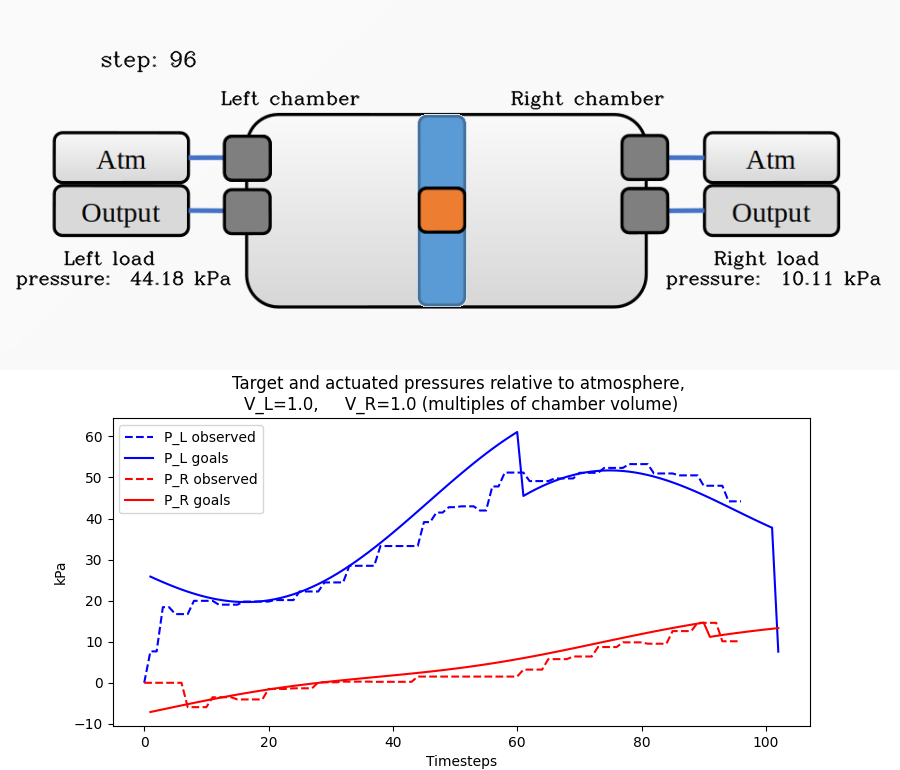 step: 96
Left chamber
Right chamber
Atm
Atm
Output
Output
Left load
pressure: 44.18 kPa
Right load
pressure: 10.11 kPa
Target and actuated pressures relative to atmosphere,
V_L=1.0, V_R=1.0 (multiples of chamber volume)
P_L observed
P_L goals
P_R observed
P_R goals
60
50
40
30
20
10
0
−10
kPa
0
20
40
60
80
100
Timesteps